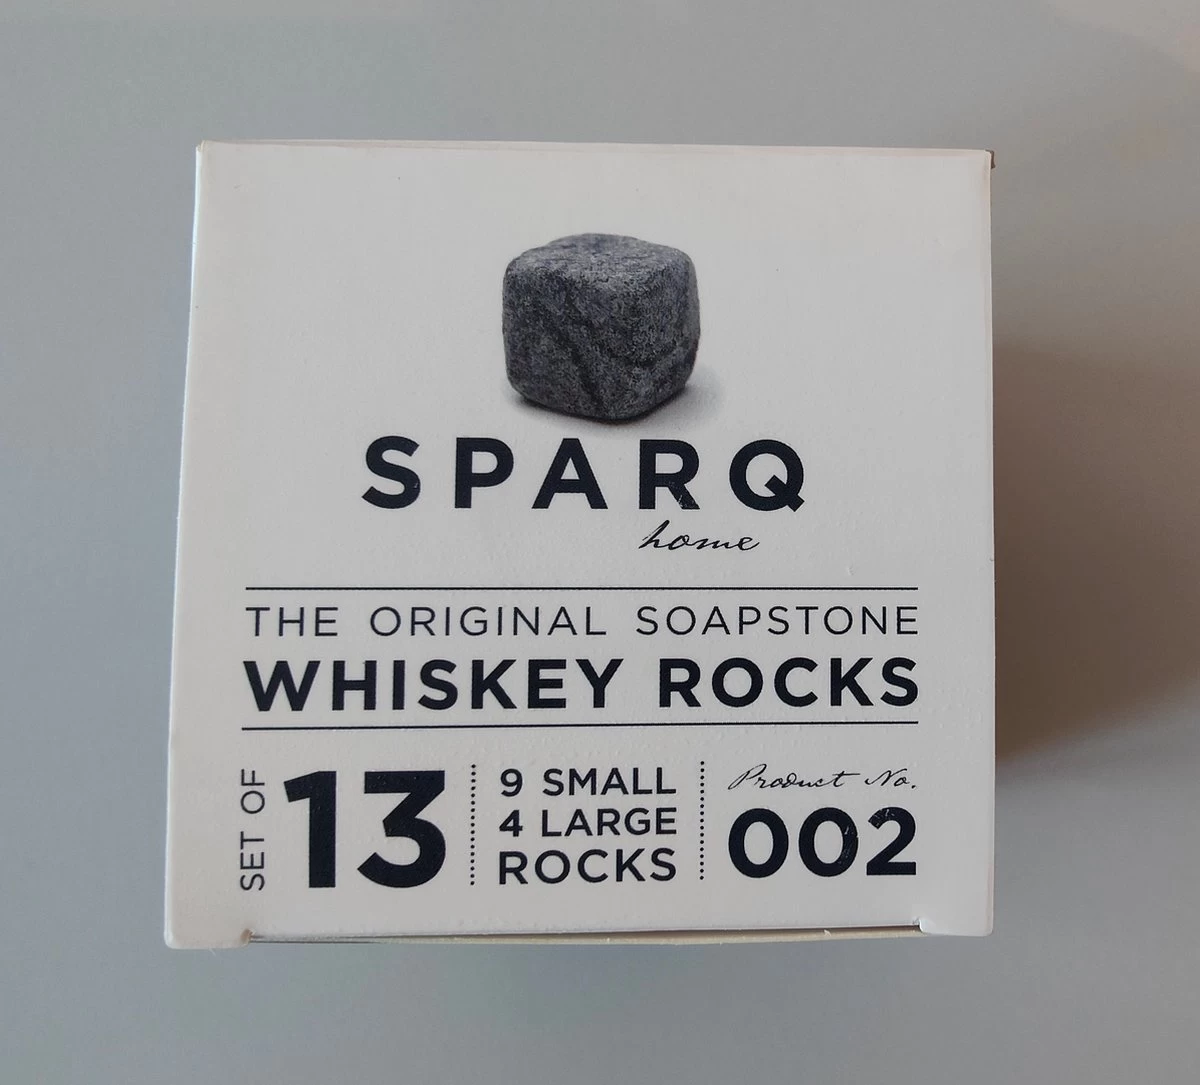 SPARQ
home
THE ORIGINAL SOAPSTONE
WHISKEY ROCKS
SET OF
13
9 SMALL
4 LARGE
ROCKS
Product No.
002